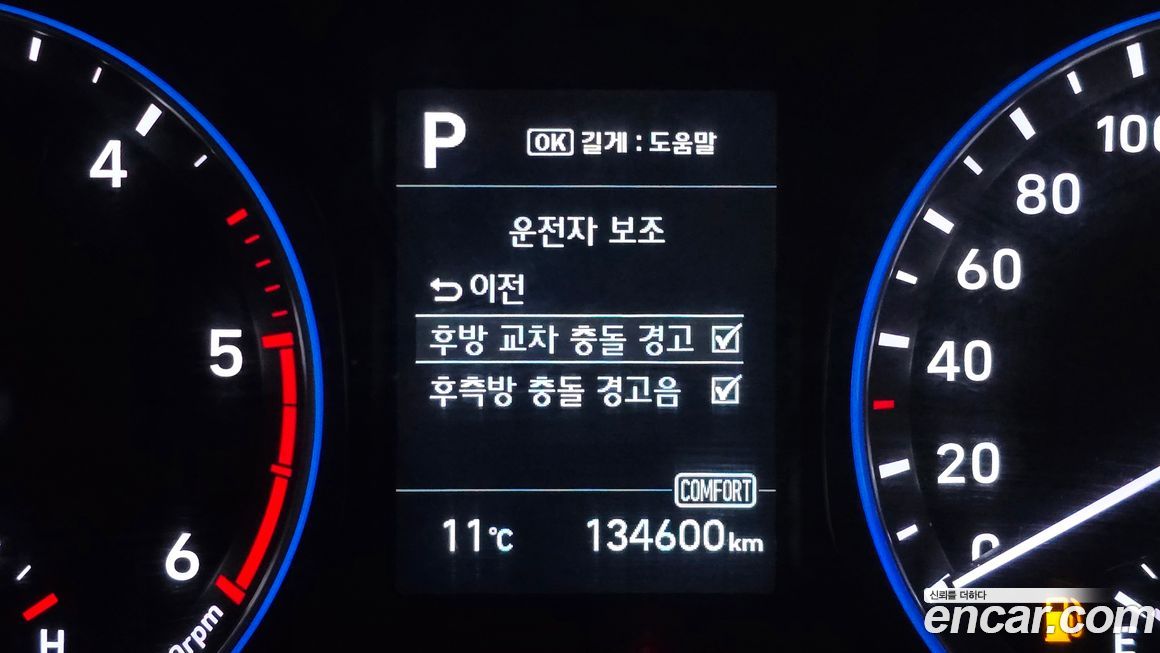 P
OK 길게 : 도움말
운전자 보조
이전
후방 교차 충돌 경고
후측방 충돌 경고음
COMFORT
11℃ 134600km
4
5
6
H
100
80
60
40
20
0
E
신뢰를 더하다
encar.com